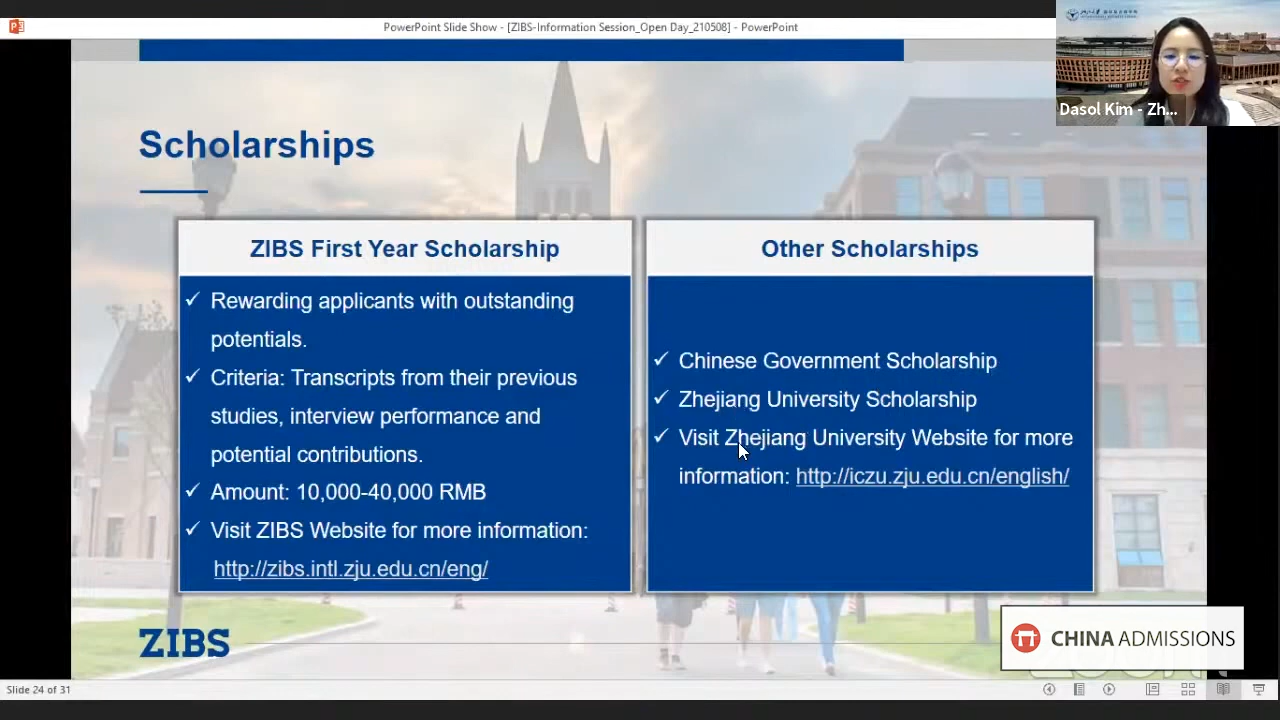 PowerPoint Slide Show - [ZIBS-Information Session_Open Day_210508] - PowerPoint
Dasol Kim - Zh...
Scholarships
ZIBS First Year Scholarship
Rewarding applicants with outstanding
potentials.
Criteria: Transcripts from their previous
studies, interview performance and
potential contributions.
Amount: 10,000-40,000 RMB
Visit ZIBS Website for more information:
http://zibs.intl.zju.edu.cn/eng/
Other Scholarships
Chinese Government Scholarship
Zhejiang University Scholarship
Visit Zhejiang University Website for more
information: http://iczu.zju.edu.cn/english/
ZIBS
CHINA ADMISSIONS
Slide 24 of 31